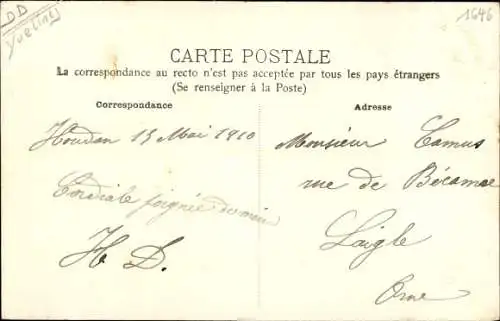 DD
Yvelines
1646
CARTE POSTALE
La correspondance au recto n'est pas acceptée par tous les pays étrangers
(Se renseigner à la Poste)
Correspondance
Houdan 15 Mai 1910
Cordiale poignée de main
H D.
Adresse
Monsieur Camus
rue de Bécamse
Laigle
Orne